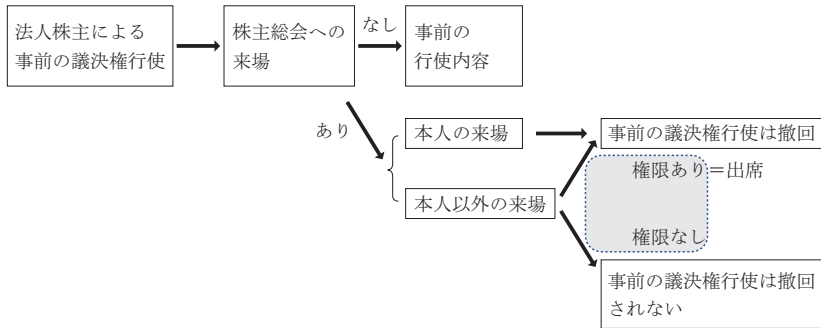 法人株主による
事前の議決権行使
株主総会への
来場
なし
事前の
行使内容
あり
本人の来場
事前の議決権行使は撤回
権限あり＝出席
本人以外の来場
権限なし
事前の議決権行使は撤回
されない